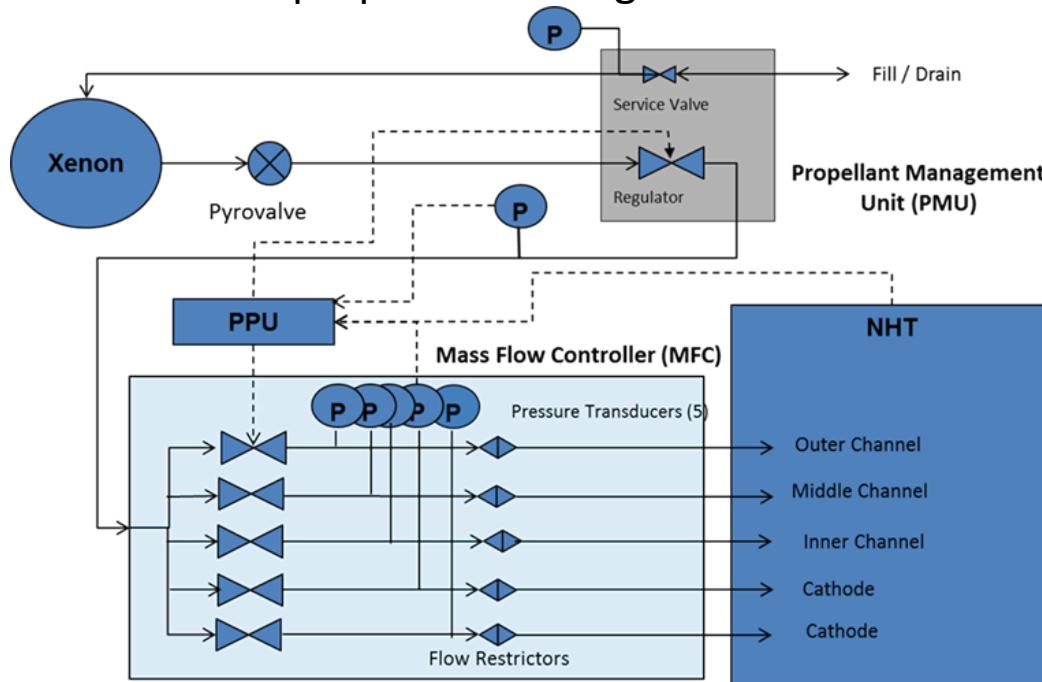 P
Fill / Drain
Service Valve
Xenon
Pyrovalve
Regulator
Propellant Management
Unit (PMU)
P
PPU
NHT
Mass Flow Controller (MFC)
P P P P
Pressure Transducers (5)
Outer Channel
Middle Channel
Inner Channel
Cathode
Cathode
Flow Restrictors